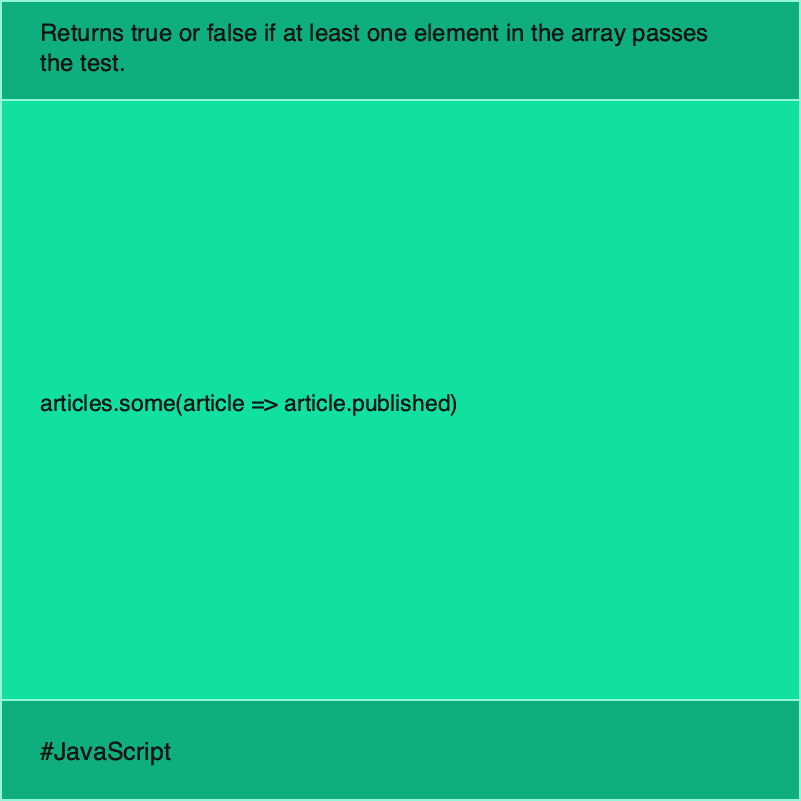 Returns true or false if at least one element in the array passes
the test.
articles.some(article => article.published)
#JavaScript